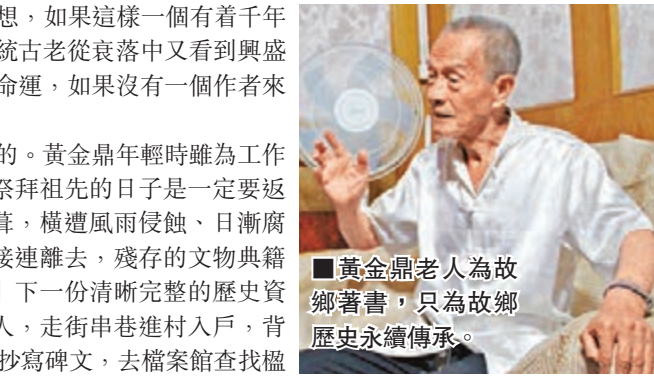 想，如果這樣一個有着千年
統古老從衰落中又看到興盛
命運，如果沒有一個作者來
的。黃金鼎年輕時雖為工作
祭拜祖先的日子是一定要返
葺，橫遭風雨侵蝕、日漸腐
接連離去，殘存的文物典籍
下一份清晰完整的歷史資
人，走街串巷進村入戶，背
抄寫碑文，去檔案館查找楹
■黃金鼎老人為故
鄉著書，只為故鄉
歷史永續傳承。